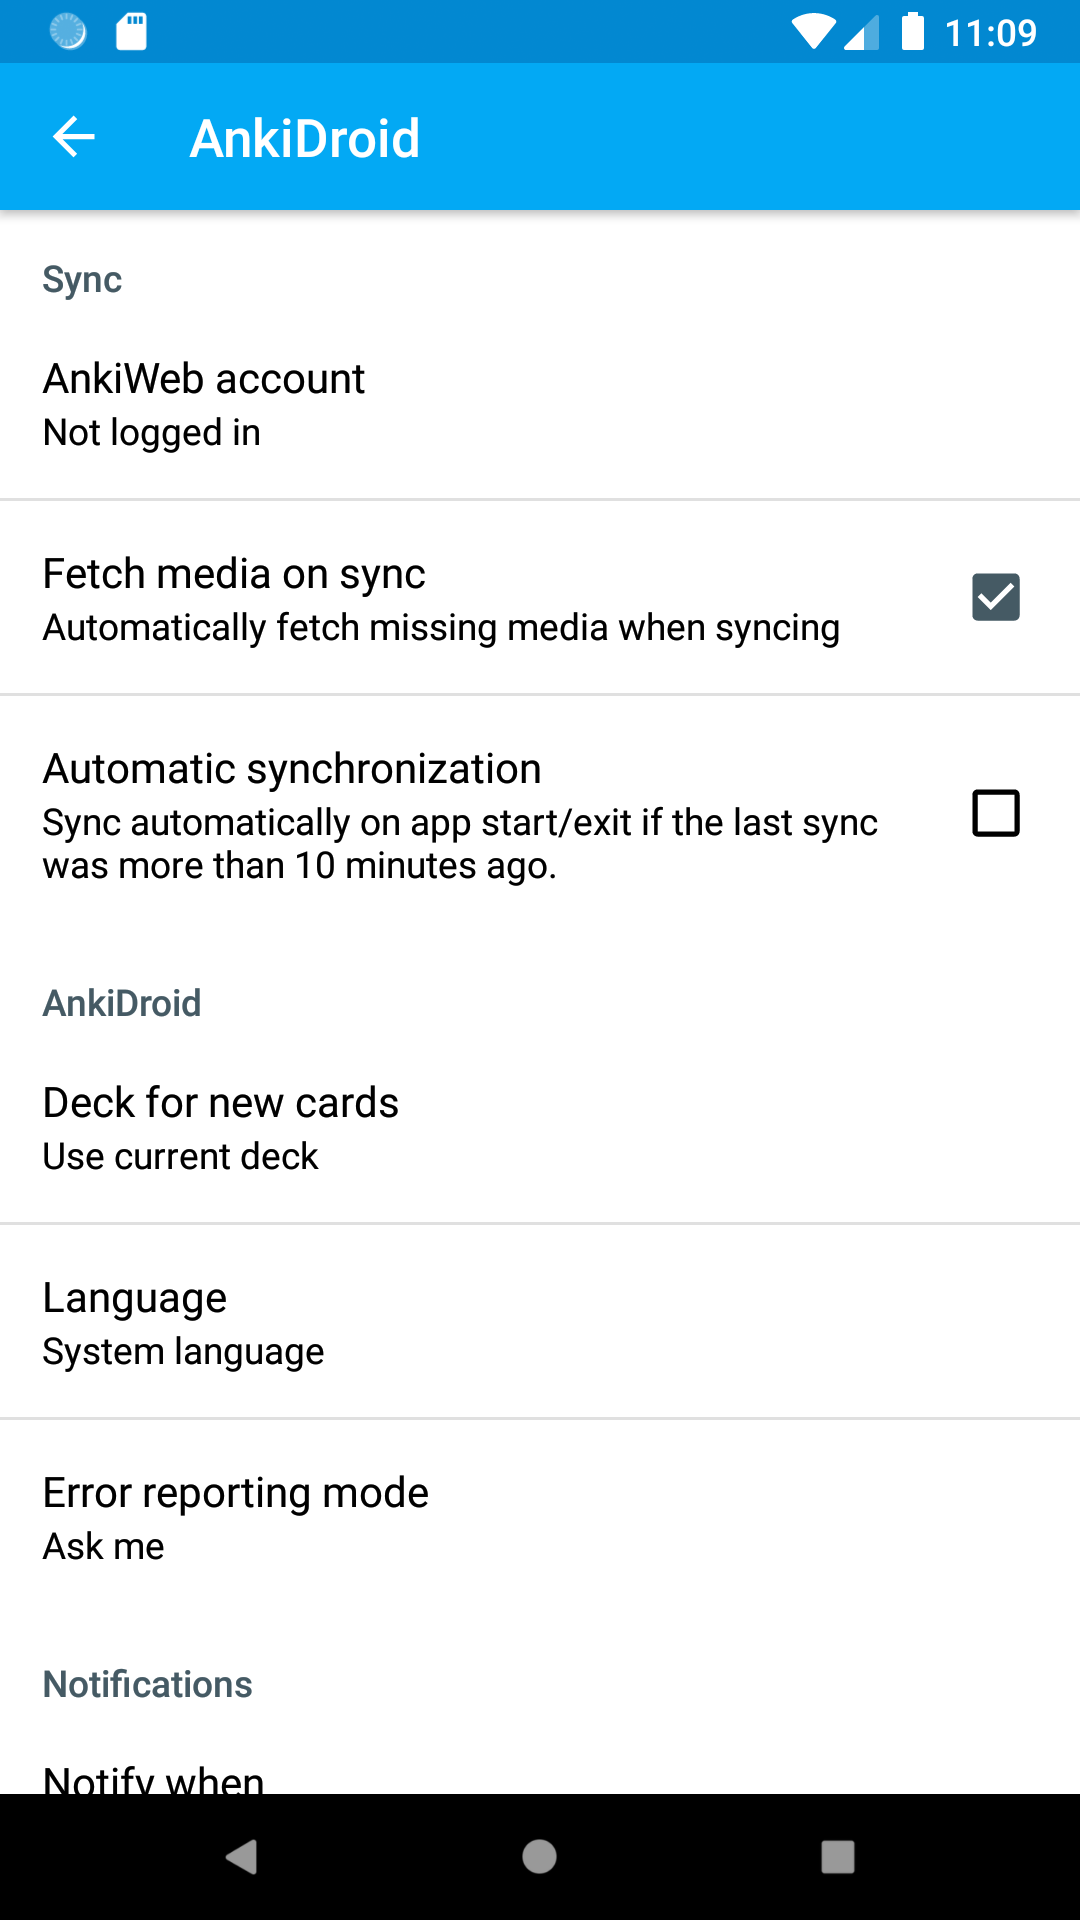 11:09
AnkiDroid
Sync
AnkiWeb account
Not logged in
Fetch media on sync
Automatically fetch missing media when syncing
Automatic synchronization
Sync automatically on app start/exit if the last sync
was more than 10 minutes ago.
AnkiDroid
Deck for new cards
Use current deck
Language
System language
Error reporting mode
Ask me
Notifications
Notify when